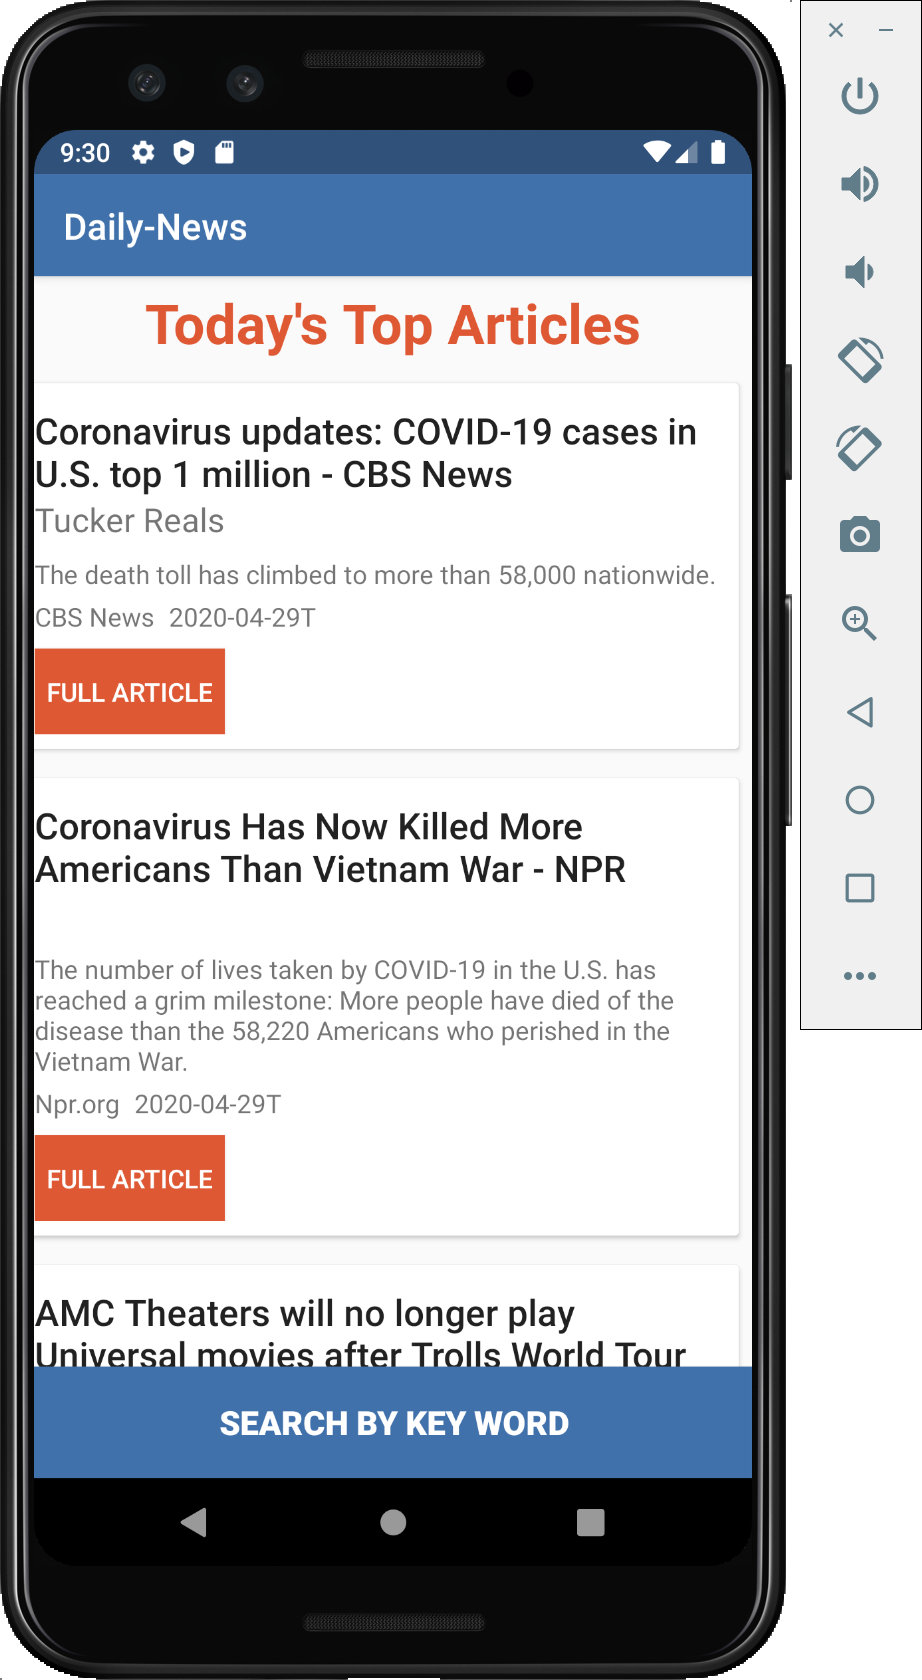 9:30
Daily-News
Today's Top Articles
Coronavirus updates: COVID-19 cases in
U.S. top 1 million - CBS News
Tucker Reals
The death toll has climbed to more than 58,000 nationwide.
CBS News 2020-04-29T
FULL ARTICLE
Coronavirus Has Now Killed More
Americans Than Vietnam War - NPR
The number of lives taken by COVID-19 in the U.S. has
reached a grim milestone: More people have died of the
disease than the 58,220 Americans who perished in the
Vietnam War.
Npr.org 2020-04-29T
FULL ARTICLE
AMC Theaters will no longer play
Universal movies after Trolls World Tour
SEARCH BY KEY WORD